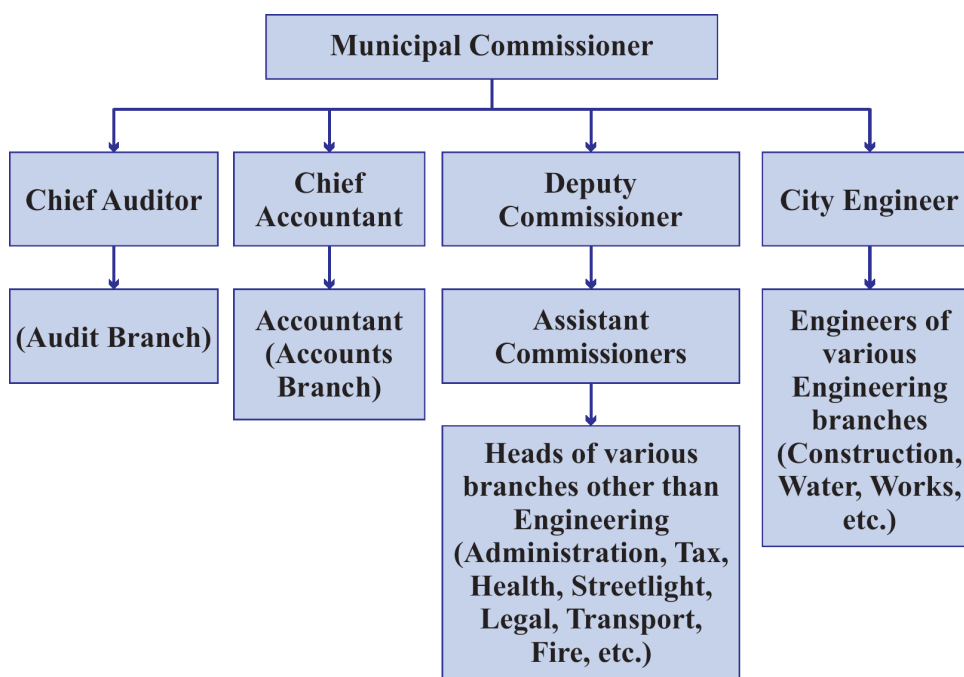 Municipal Commissioner
Chief Auditor
Chief
Accountant
Deputy
Commissioner
City Engineer
(Audit Branch)
Accountant
(Accounts
Branch)
Assistant
Commissioners
Engineers of
various
Engineering
branches
(Construction,
Water, Works,
etc.)
Heads of various
branches other than
Engineering
(Administration, Tax,
Health, Streetlight,
Legal, Transport,
Fire, etc.)